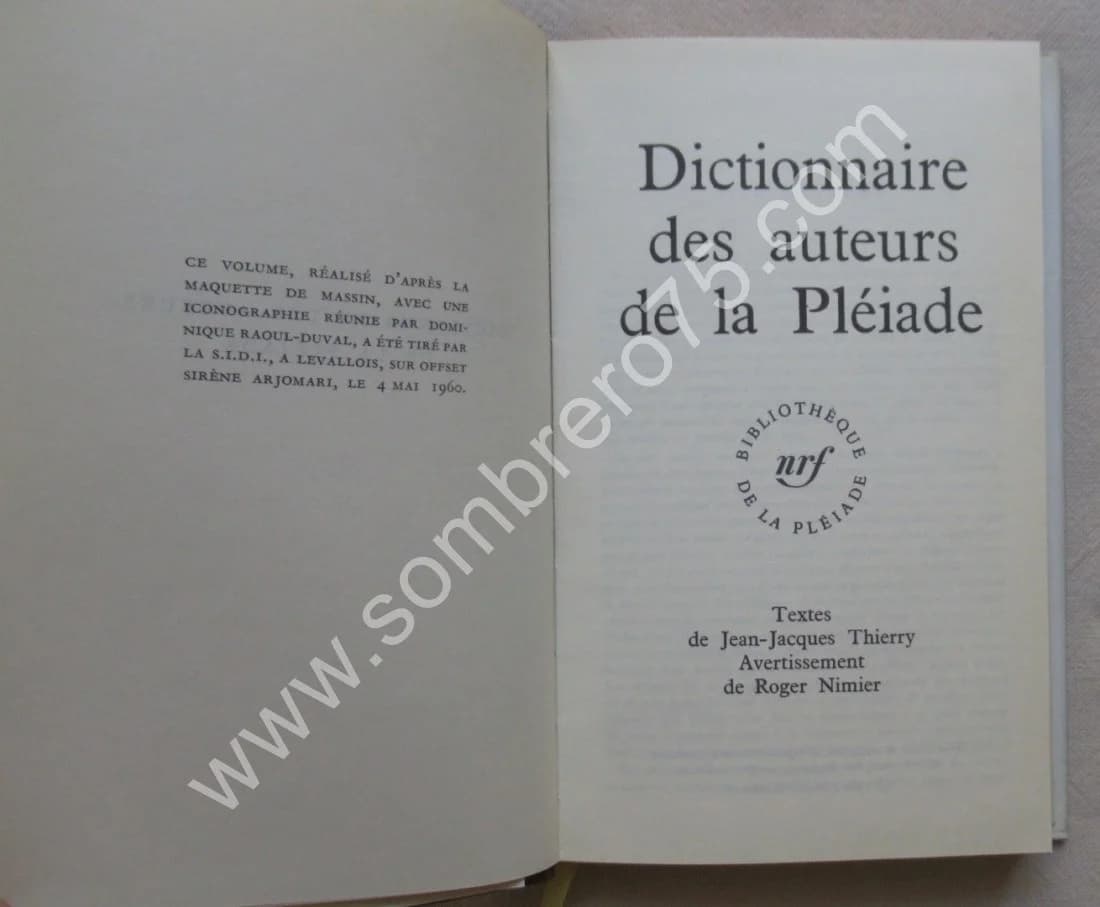 CE VOLUME, RÉALISÉ D'APRÈS LA
MAQUETTE DE MASSIN, AVEC UNE
ICONOGRAPHIE RÉUNIE PAR DOMI-
NIQUE RAOUL-DUVAL, A ÉTÉ TIRÉ PAR
LA S.I.D.I., A LEVALLOIS, SUR OFFSET
SIRÈNE ARJOMARI, LE 4 MAI 1960.
Dictionnaire
des auteurs
de la Pléiade
BIBLIOTHÈQUE
nrf
DE LA PLÉIADE
Textes
de Jean-Jacques Thierry
Avertissement
de Roger Nimier
www.sombrero75.com